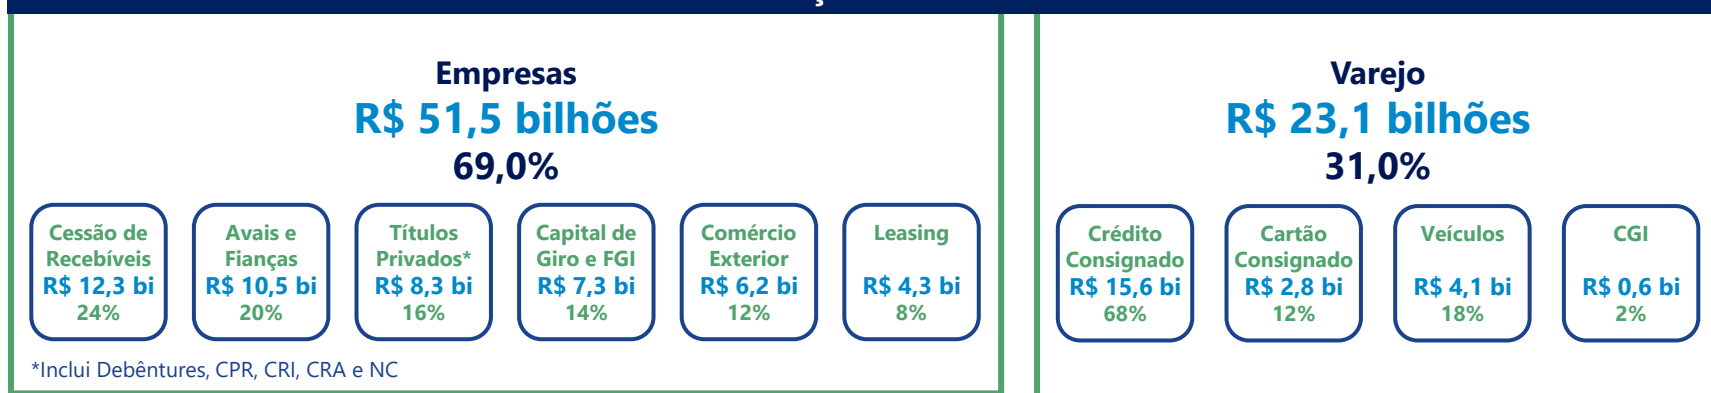 Empresas
R$ 51,5 bilhões
69,0%
Cessão de
Recebíveis
R$ 12,3 bi
24%
Avais e
Fianças
R$ 10,5 bi
20%
Títulos
Privados*
R$ 8,3 bi
16%
Capital de
Giro e FGI
R$ 7,3 bi
14%
Comércio
Exterior
R$ 6,2 bi
12%
Leasing
R$ 4,3 bi
8%
*Inclui Debêntures, CPR, CRI, CRA e NC
Varejo
R$ 23,1 bilhões
31,0%
Crédito
Consignado
R$ 15,6 bi
68%
Cartão
Consignado
R$ 2,8 bi
12%
Veículos
R$ 4,1 bi
18%
CGI
R$ 0,6 bi
2%